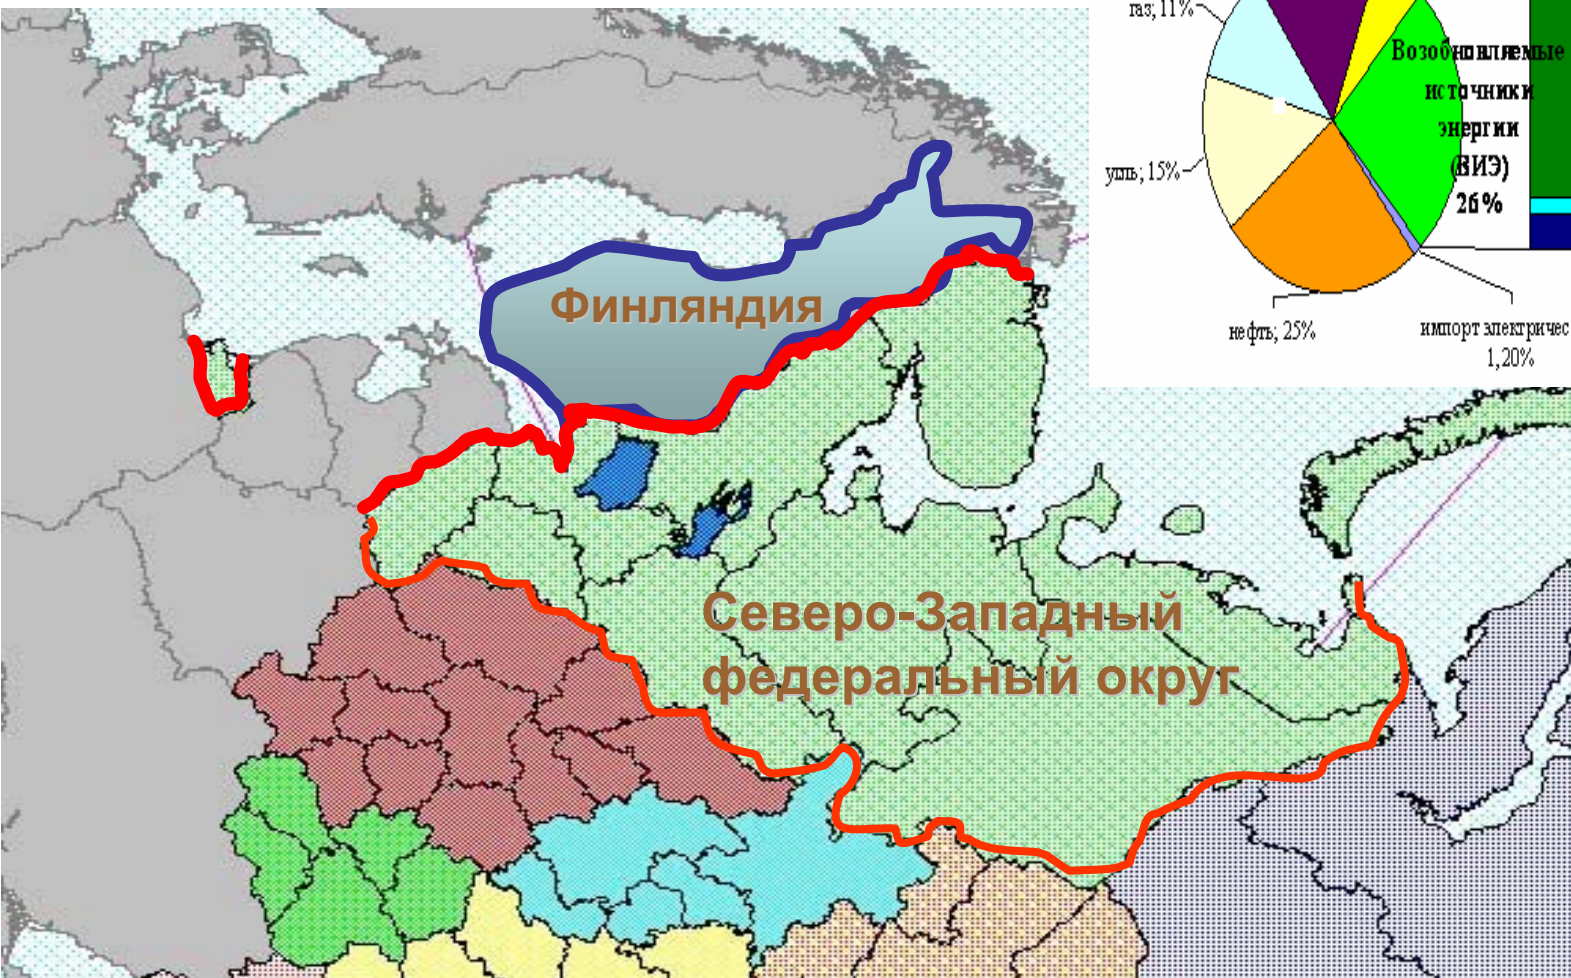 газ; 11%
Возобновляемые
источники
энергии
(ВИЭ)
26%
уголь; 15%
нефть; 25%
импорт электричес
1,20%
Финляндия
Северо-Западный
федеральный округ